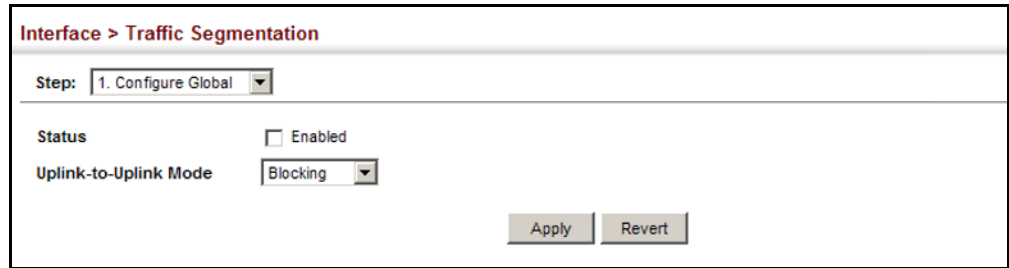 Interface > Traffic Segmentation
Step: 1. Configure Global
Status Enabled
Uplink-to-Uplink Mode Blocking
Apply Revert